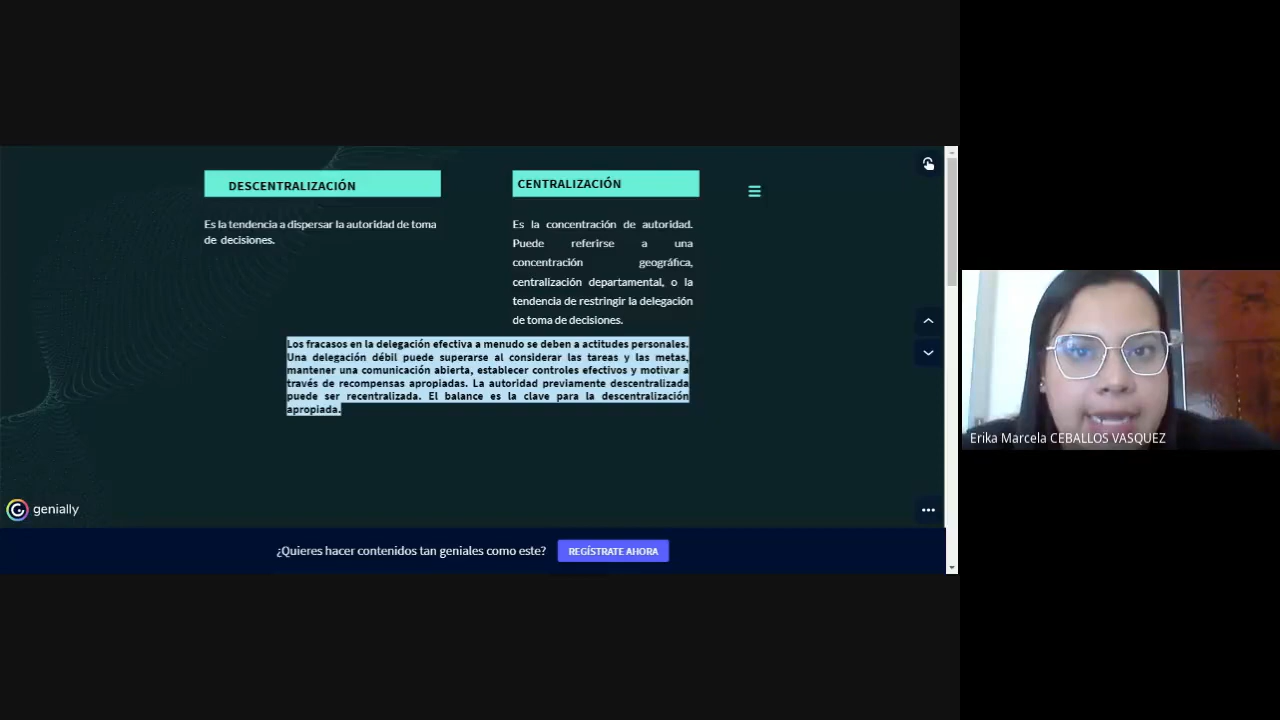 DESCENTRALIZACIÓN
Es la tendencia a dispersar la autoridad de toma
de decisiones.
CENTRALIZACIÓN
Es la concentración de autoridad.
Puede referirse a una
concentración geográfica,
centralización departamental, o la
tendencia de restringir la delegación
de toma de decisiones.
Los fracasos en la delegación efectiva a menudo se deben a actitudes personales.
Una delegación débil puede superarse al considerar las tareas y las metas,
mantener una comunicación abierta, establecer controles efectivos y motivar a
través de recompensas apropiadas. La autoridad previamente descentralizada
puede ser recentralizada. El balance es la clave para la descentralización
apropiada.
genially
¿Quieres hacer contenidos tan geniales como este?
REGÍSTRATE AHORA
Erika Marcela CEBALLOS VASQUEZ